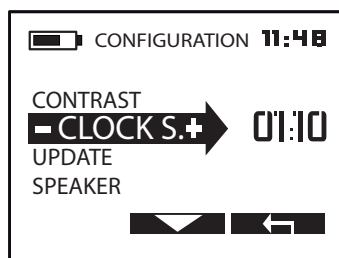 CONFIGURATION 11:48
CONTRAST
- CLOCK S.+ 01:10
UPDATE
SPEAKER